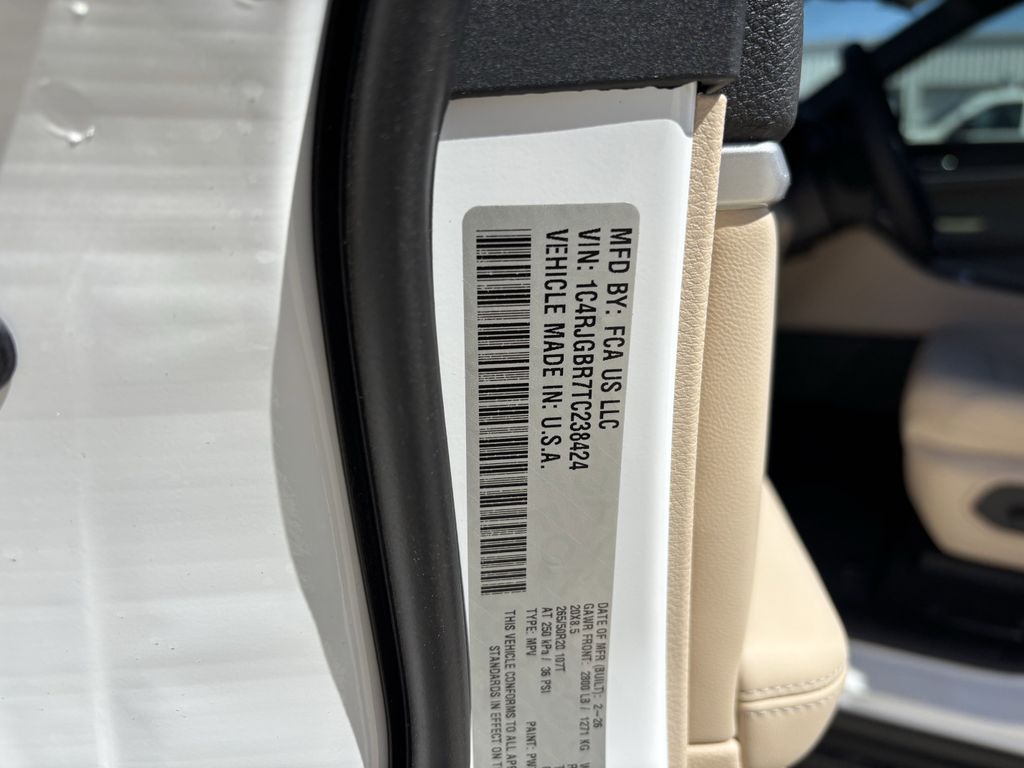 MFD BY: FCA US LLC
VIN: 1C4RJGBR7TC238424
VEHICLE MADE IN: U.S.A.
DATE OF MFR (BUILT): 2-26
GAWR FRONT: 2800 LB / 1271 KG
20X8.5
265/50R20 107T
AT 250 kPa / 36 PSI
TYPE: MPV PAINT: PW
THIS VEHICLE CONFORMS TO ALL
STANDARDS IN EFFECT ON